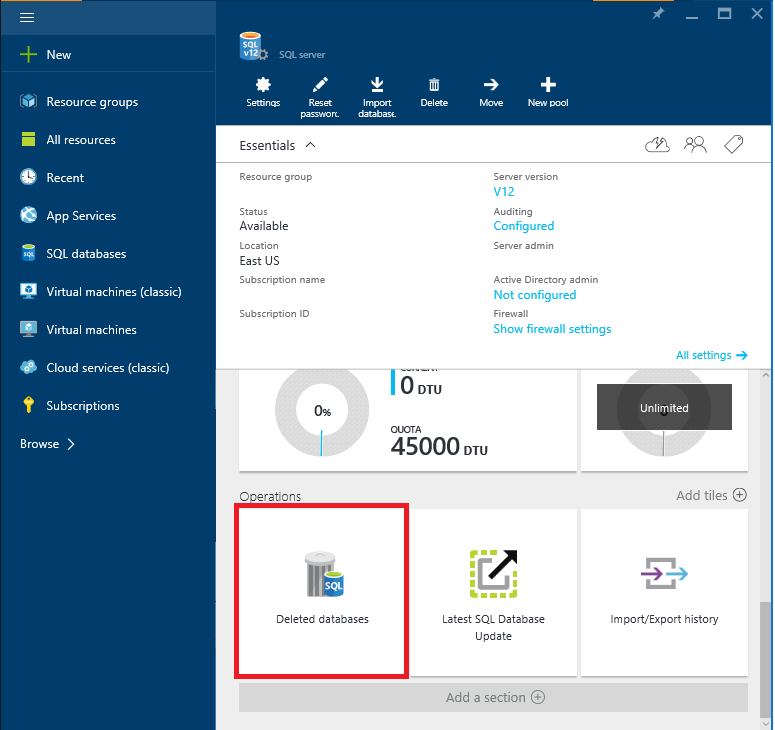 New
Resource groups
All resources
Recent
App Services
SQL databases
Virtual machines (classic)
Virtual machines
Cloud services (classic)
Subscriptions
Browse
SQL
v12
SQL server
Settings
Reset
password
Import
database
Delete
Move
New pool
Essentials
Resource group
Status
Available
Location
East US
Subscription name
Subscription ID
Server version
V12
Auditing
Configured
Server admin
Active Directory admin
Not configured
Firewall
Show firewall settings
All settings
0%
CURRENT
0 DTU
QUOTA
45000 DTU
Unlimited
Operations
Add tiles
SQL
Deleted databases
Latest SQL Database
Update
Import/Export history
Add a section